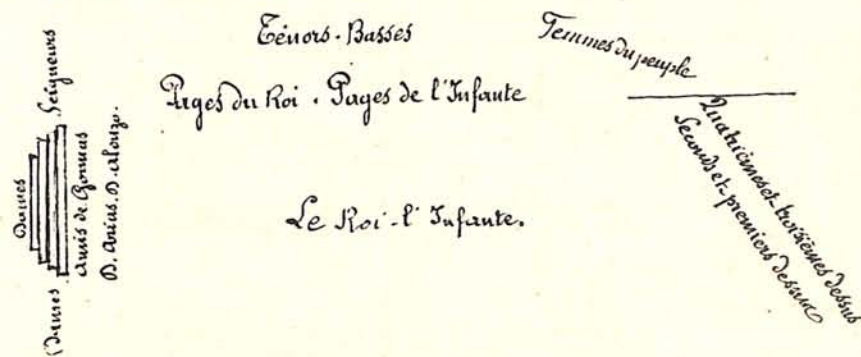 Ténors. Basses
Femmes du peuple
Pages du Roi. Pages de l'Infante
Quatrièmes et troisièmes dessus
Seconds et premiers dessus
Le Roi. l'Infante.
Seigneurs
Dames
Amis de Gormas
D. Arias. D. Alonzo.
Dames